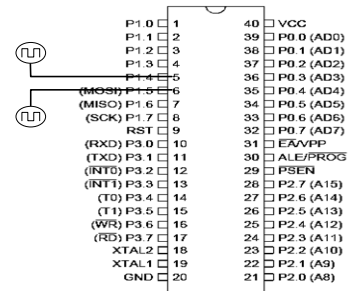 P1.0 1 40 VCC
P1.1 2 39 P0.0 (AD0)
P1.2 3 38 P0.1 (AD1)
P1.3 4 37 P0.2 (AD2)
P1.4 5 36 P0.3 (AD3)
(MOSI) P1.5 6 35 P0.4 (AD4)
(MISO) P1.6 7 34 P0.5 (AD5)
(SCK) P1.7 8 33 P0.6 (AD6)
RST 9 32 P0.7 (AD7)
(RXD) P3.0 10 31 EA/VPP
(TXD) P3.1 11 30 ALE/PROG
(INT0) P3.2 12 29 PSEN
(INT1) P3.3 13 28 P2.7 (A15)
(T0) P3.4 14 27 P2.6 (A14)
(T1) P3.5 15 26 P2.5 (A13)
(WR) P3.6 16 25 P2.4 (A12)
(RD) P3.7 17 24 P2.3 (A11)
XTAL2 18 23 P2.2 (A10)
XTAL1 19 22 P2.1 (A9)
GND 20 21 P2.0 (A8)